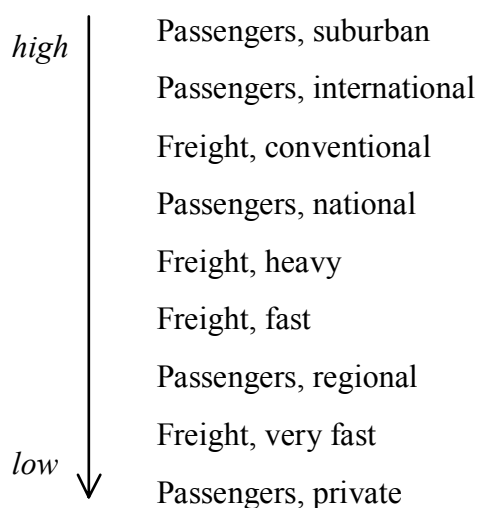 high
Passengers, suburban
Passengers, international
Freight, conventional
Passengers, national
Freight, heavy
Freight, fast
Passengers, regional
Freight, very fast
low
Passengers, private